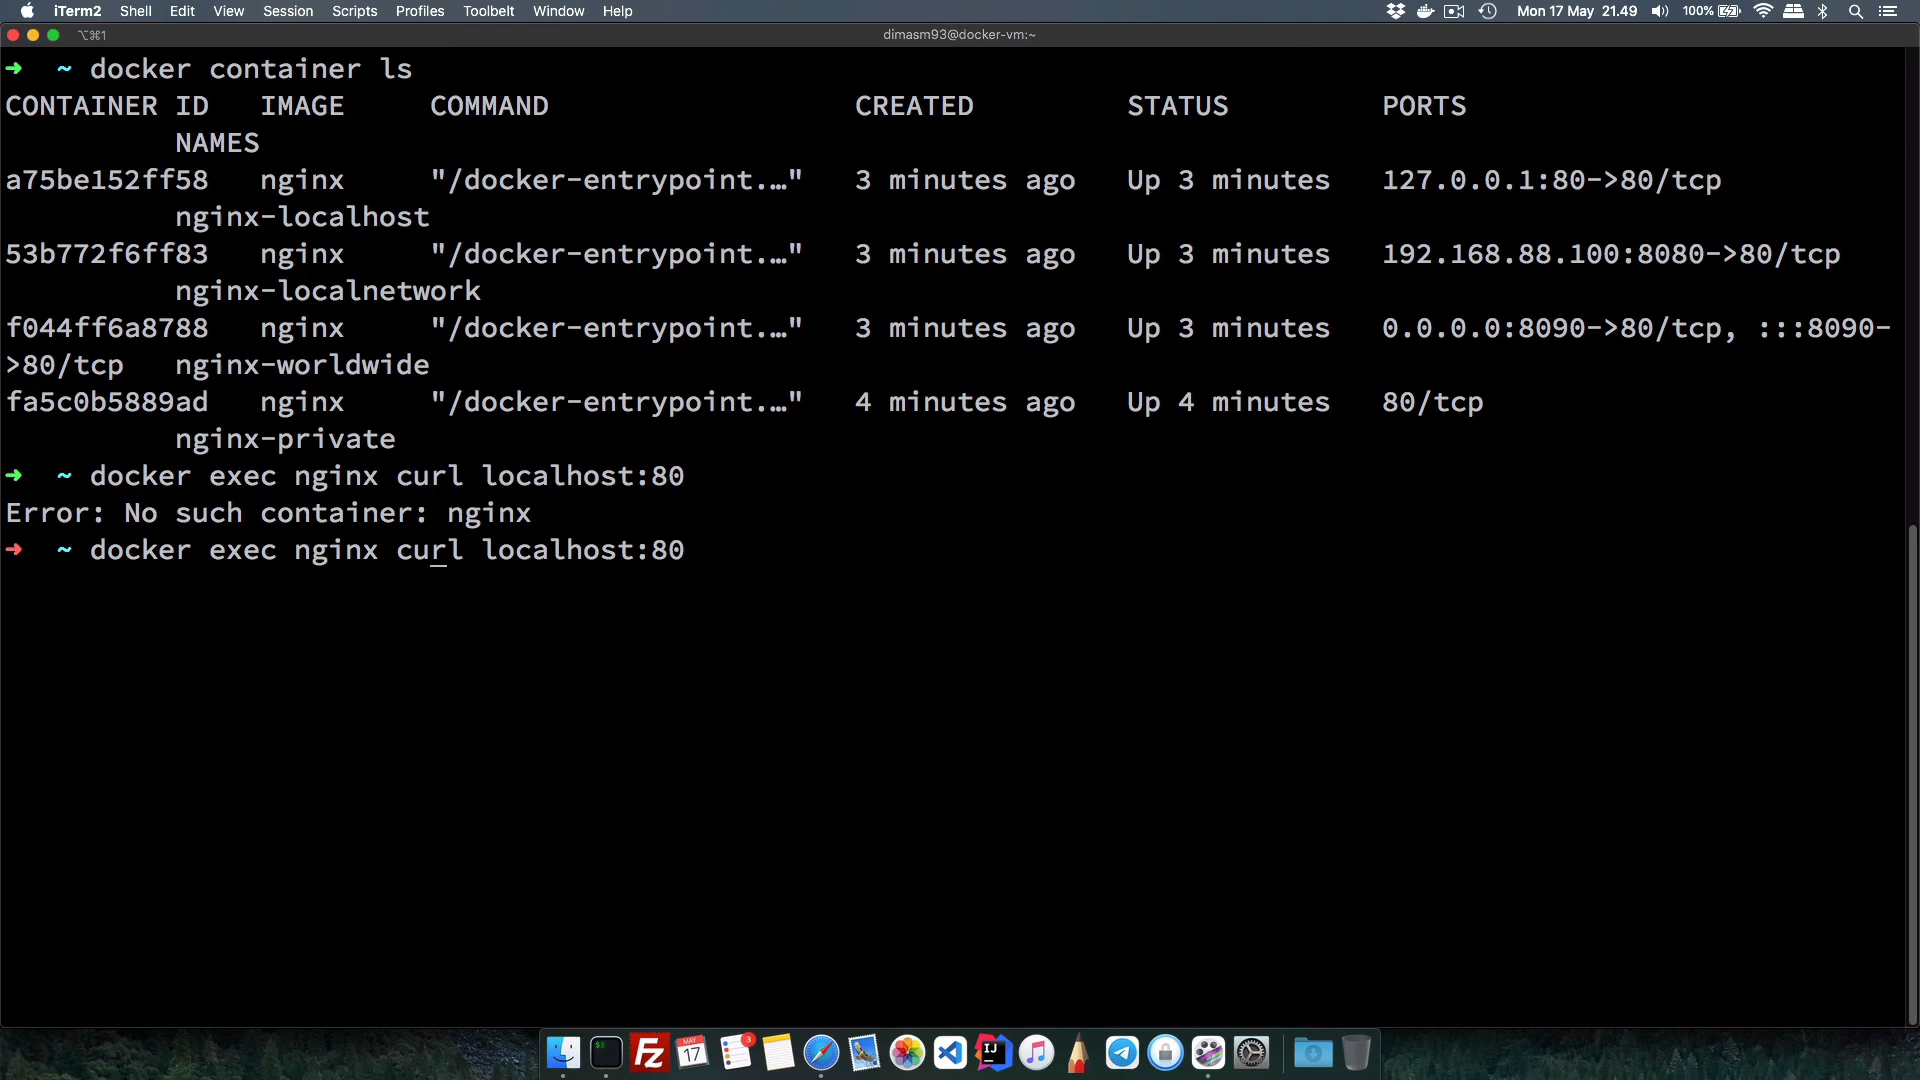 iTerm2 Shell Edit View Session Scripts Profiles Toolbelt Window Help 100% Mon 17 May 21.49
⌥⌘1 dimasm93@docker-vm:~
➜ ~ docker container ls
CONTAINER ID IMAGE COMMAND CREATED STATUS PORTS
NAMES
a75be152ff58 nginx "/docker-entrypoint.…" 3 minutes ago Up 3 minutes 127.0.0.1:80->80/tcp
nginx-localhost
53b772f6ff83 nginx "/docker-entrypoint.…" 3 minutes ago Up 3 minutes 192.168.88.100:8080->80/tcp
nginx-localnetwork
f044ff6a8788 nginx "/docker-entrypoint.…" 3 minutes ago Up 3 minutes 0.0.0.0:8090->80/tcp, :::8090-
>80/tcp nginx-worldwide
fa5c0b5889ad nginx "/docker-entrypoint.…" 4 minutes ago Up 4 minutes 80/tcp
nginx-private
➜ ~ docker exec nginx curl localhost:80
Error: No such container: nginx
➜ ~ docker exec nginx curl localhost:80
$ FZ MAY 17 3 IJ